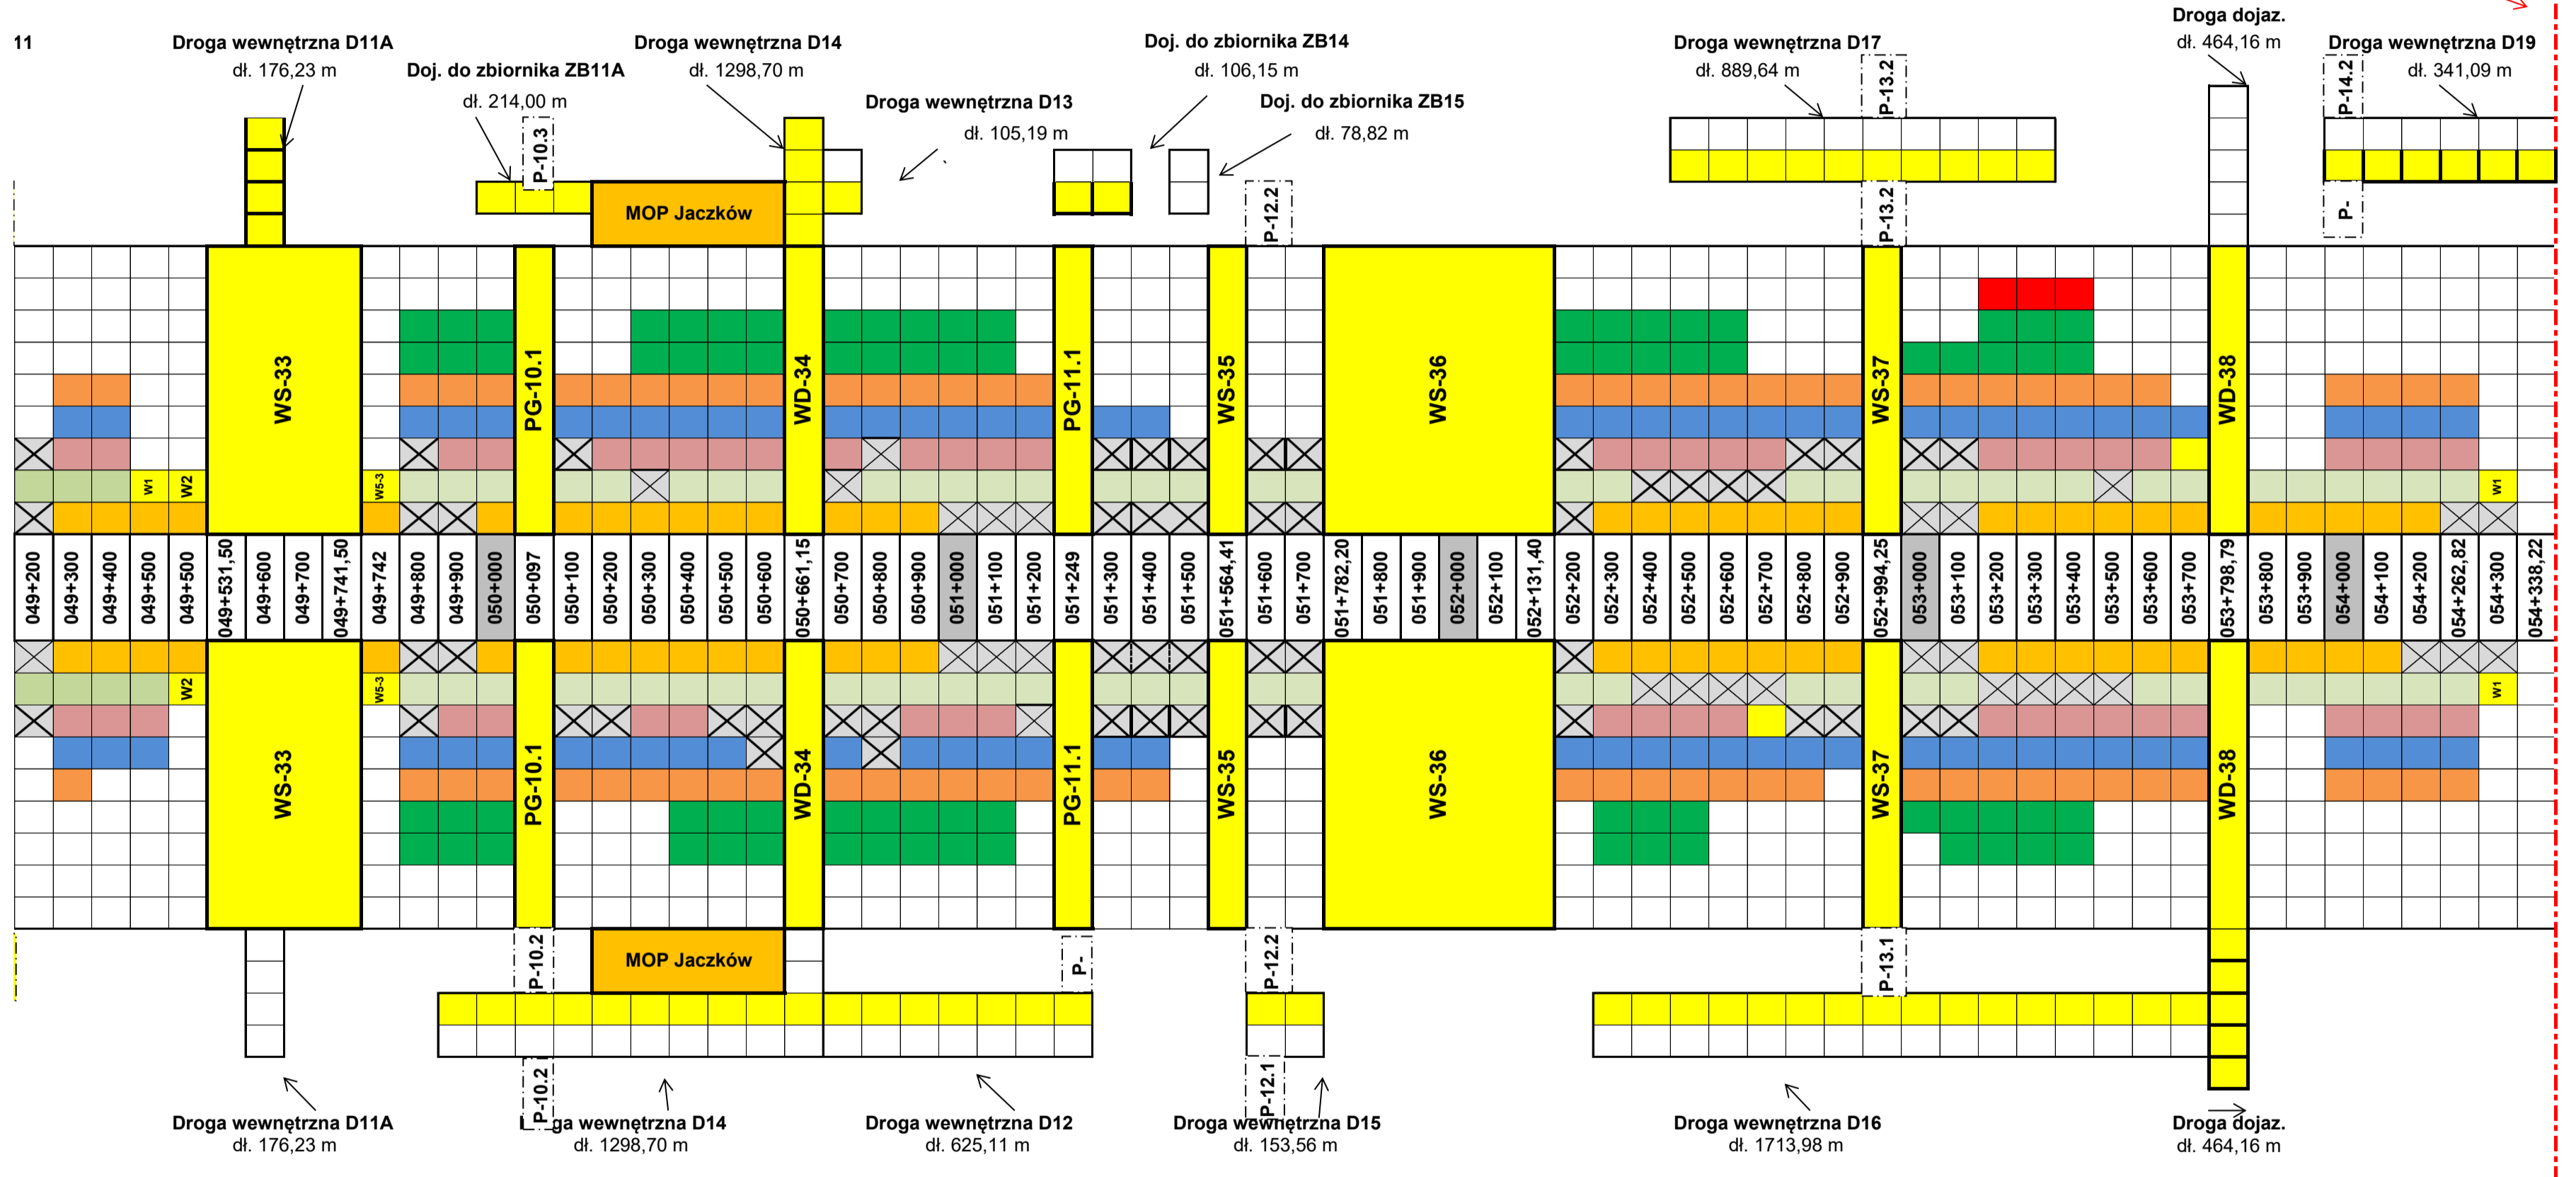 11
Droga wewnętrzna D11A
dł. 176,23 m
Doj. do zbiornika ZB11A
dł. 214,00 m
Droga wewnętrzna D14
dł. 1298,70 m
Droga wewnętrzna D13
dł. 105,19 m
Doj. do zbiornika ZB14
dł. 106,15 m
Doj. do zbiornika ZB15
dł. 78,82 m
Droga wewnętrzna D17
dł. 889,64 m
Droga dojaz.
dł. 464,16 m
Droga wewnętrzna D19
dł. 341,09 m
P-10.3
P-12.2
P-13.2
P-13.2
P-14.2
P-
MOP Jaczków
WS-33
PG-10.1
WD-34
PG-11.1
WS-35
WS-36
WS-37
WD-38
W1
W2
W5-3
W1
049+200
049+300
049+400
049+500
049+500
049+531,50
049+600
049+700
049+741,50
049+742
049+800
049+900
050+000
050+097
050+100
050+200
050+300
050+400
050+500
050+600
050+661,15
050+700
050+800
050+900
051+000
051+100
051+200
051+249
051+300
051+400
051+500
051+564,41
051+600
051+700
051+782,20
051+800
051+900
052+000
052+100
052+131,40
052+200
052+300
052+400
052+500
052+600
052+700
052+800
052+900
052+994,25
053+000
053+100
053+200
053+300
053+400
053+500
053+600
053+700
053+798,79
053+800
053+900
054+000
054+100
054+200
054+262,82
054+300
054+338,22
W2
W5-3
W1
WS-33
PG-10.1
WD-34
PG-11.1
WS-35
WS-36
WS-37
WD-38
P-10.2
MOP Jaczków
P-
P-12.2
P-13.1
P-10.2
P-12.1
Droga wewnętrzna D11A
dł. 176,23 m
ga wewnętrzna D14
dł. 1298,70 m
Droga wewnętrzna D12
dł. 625,11 m
Droga wewnętrzna D15
dł. 153,56 m
Droga wewnętrzna D16
dł. 1713,98 m
Droga dojaz.
dł. 464,16 m